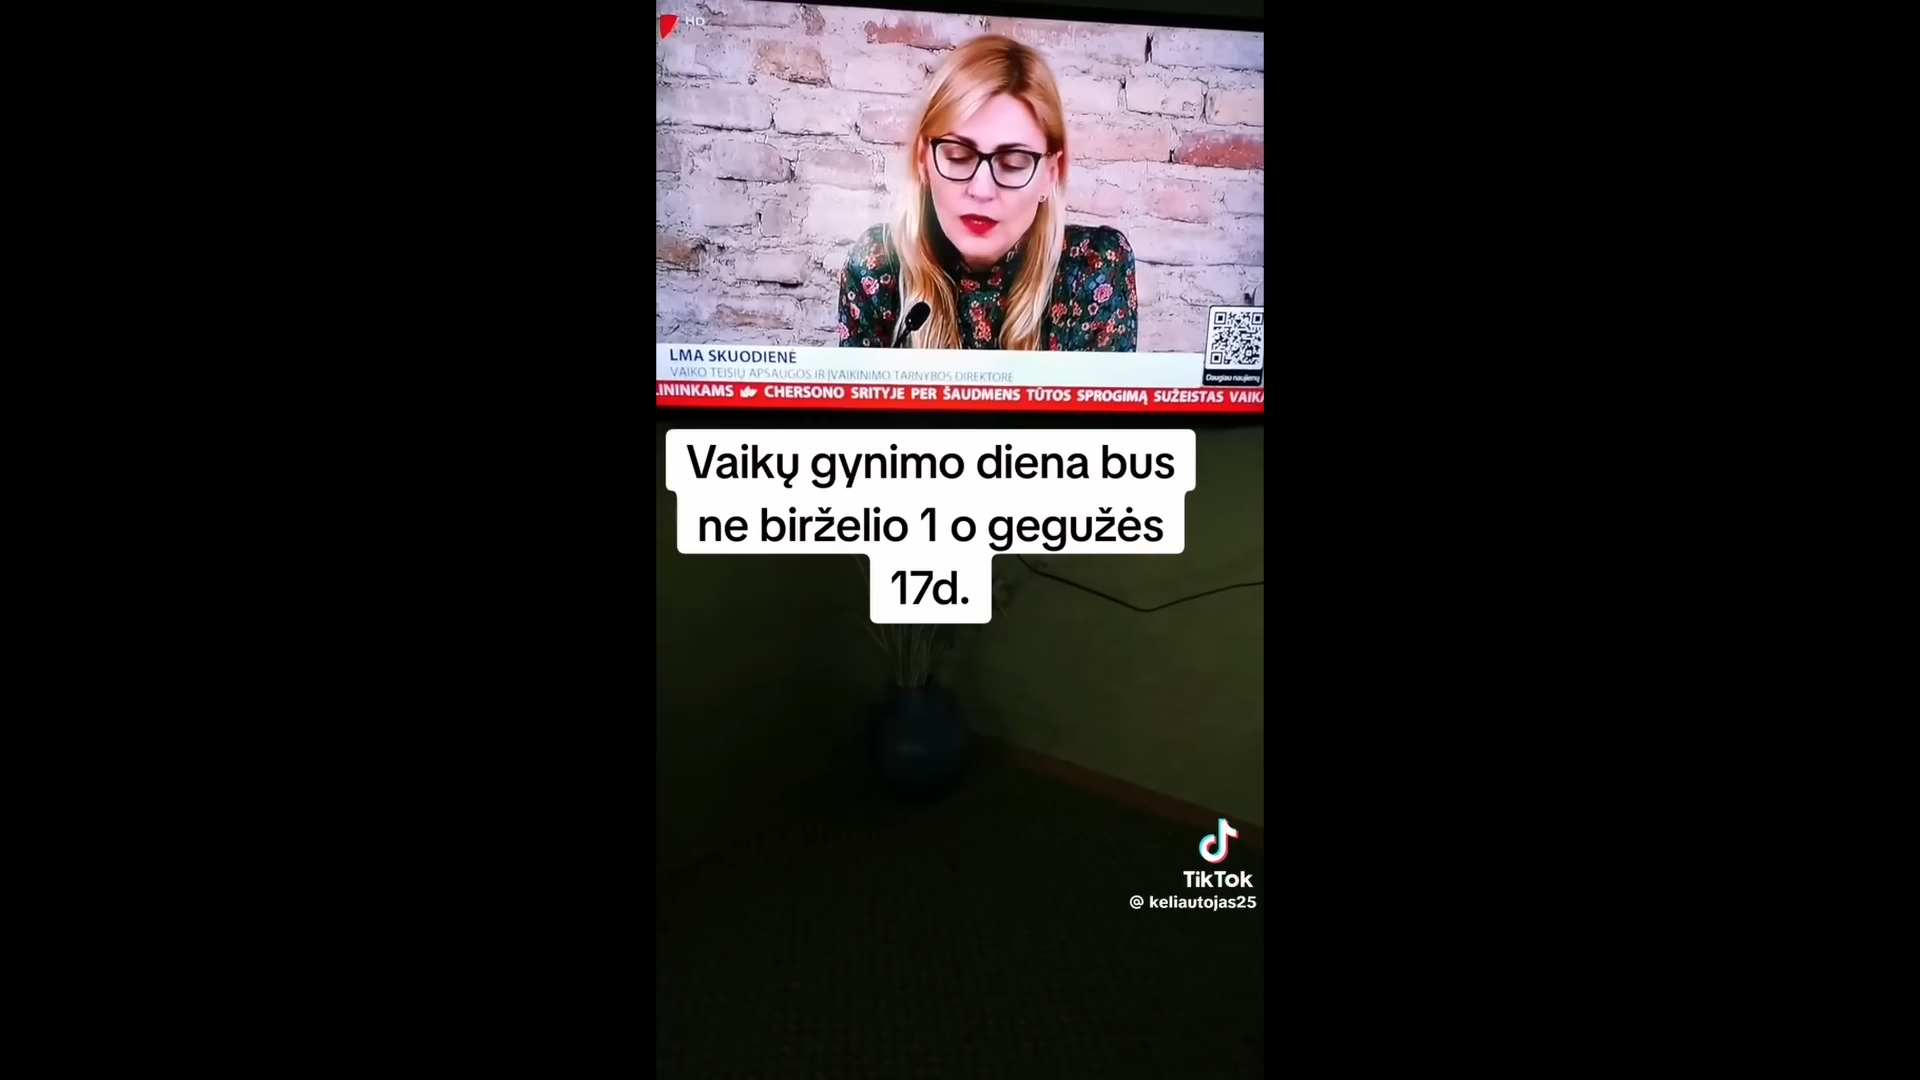 HD
LMA SKUODIENĖ
VAIKO TEISIŲ APSAUGOS IR ĮVAIKINIMO TARNYBOS DIREKTORĖ
Daugiau naujienų
ININKAMS CHERSONO SRITYJE PER ŠAUDMENS TŪTOS SPROGIMĄ SUŽEISTAS VAIKA
Vaikų gynimo diena bus
ne birželio 1 o gegužės
17d.
TikTok
@ keliautojas25